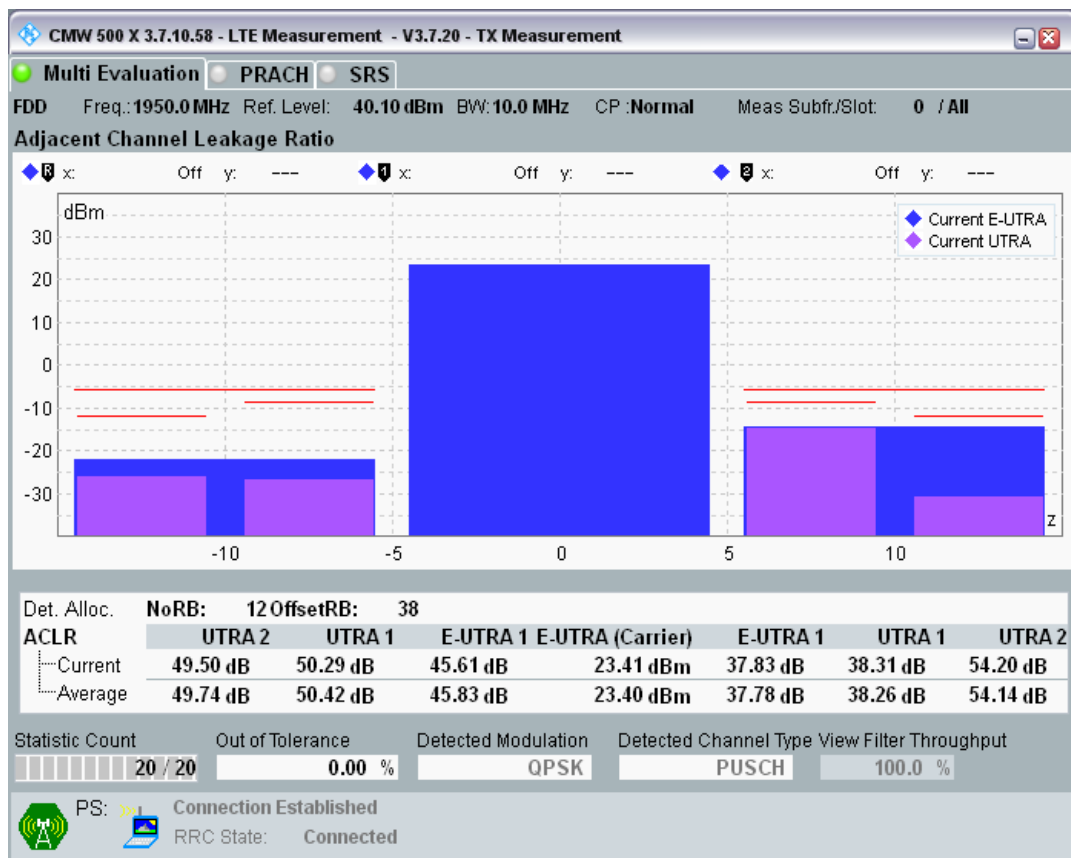 CMW 500 X 3.7.10.58 - LTE Measurement - V3.7.20 - TX Measurement
Multi Evaluation PRACH SRS
FDD Freq.:1950.0 MHz Ref. Level: 40.10 dBm BW:10.0 MHz CP :Normal Meas Subfr./Slot: 0 / All
Adjacent Channel Leakage Ratio
R x: Off y: --- 1 x: Off y: --- 2 x: Off y: ---
dBm
Current E-UTRA
Current UTRA
30
20
10
0
-10
-20
-30
z
-10 -5 0 5 10
Det. Alloc. NoRB: 12 OffsetRB: 38
ACLR UTRA 2 UTRA 1 E-UTRA 1 E-UTRA (Carrier) E-UTRA 1 UTRA 1 UTRA 2
Current 49.50 dB 50.29 dB 45.61 dB 23.41 dBm 37.83 dB 38.31 dB 54.20 dB
Average 49.74 dB 50.42 dB 45.83 dB 23.40 dBm 37.78 dB 38.26 dB 54.14 dB
Statistic Count Out of Tolerance Detected Modulation Detected Channel Type View Filter Throughput
20 / 20 0.00 % QPSK PUSCH 100.0 %
PS: Connection Established
RRC State: Connected